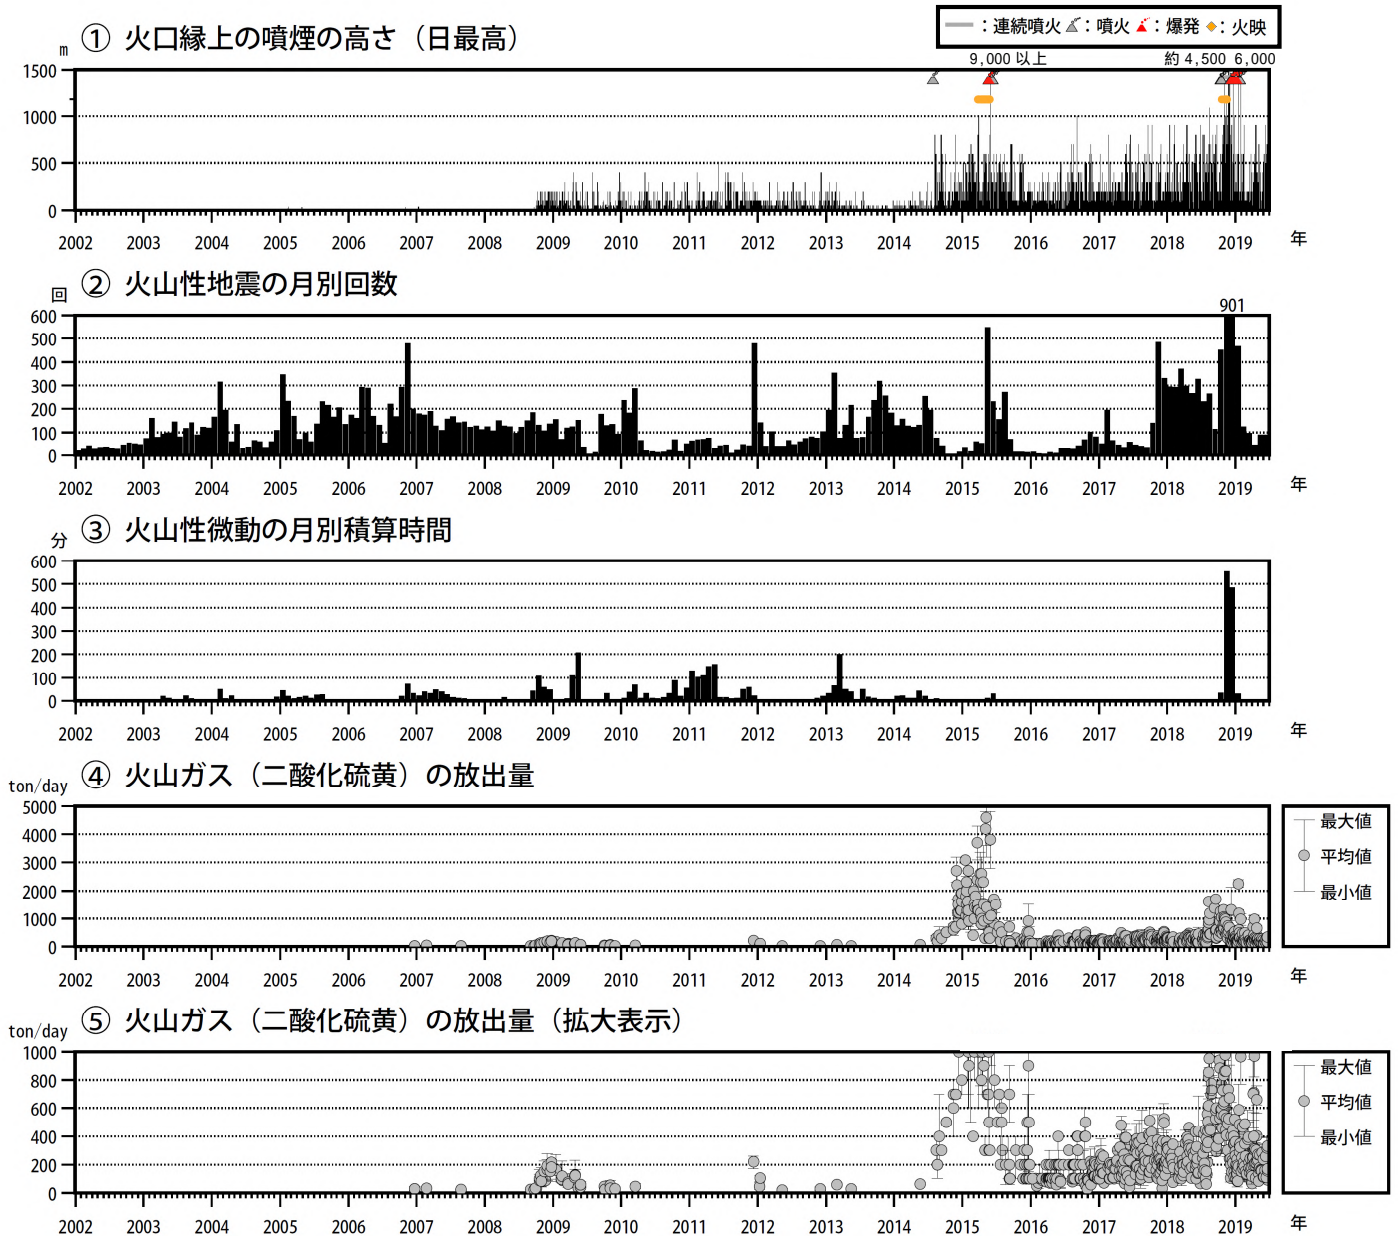 ━：連続噴火 ：噴火 ：爆発 ：火映
① 火口縁上の噴煙の高さ（日最高）
m
9,000 以上 約 4,500 6,000
1500
1000
500
0
2002 2003 2004 2005 2006 2007 2008 2009 2010 2011 2012 2013 2014 2015 2016 2017 2018 2019 年
② 火山性地震の月別回数
回
901
600
500
400
300
200
100
0
2002 2003 2004 2005 2006 2007 2008 2009 2010 2011 2012 2013 2014 2015 2016 2017 2018 2019 年
③ 火山性微動の月別積算時間
分
600
500
400
300
200
100
0
2002 2003 2004 2005 2006 2007 2008 2009 2010 2011 2012 2013 2014 2015 2016 2017 2018 2019 年
④ 火山ガス（二酸化硫黄）の放出量
ton/day
5000
4000
3000
2000
1000
0
最大値
平均値
最小値
2002 2003 2004 2005 2006 2007 2008 2009 2010 2011 2012 2013 2014 2015 2016 2017 2018 2019 年
⑤ 火山ガス（二酸化硫黄）の放出量（拡大表示）
ton/day
1000
800
600
400
200
0
最大値
平均値
最小値
2002 2003 2004 2005 2006 2007 2008 2009 2010 2011 2012 2013 2014 2015 2016 2017 2018 2019 年